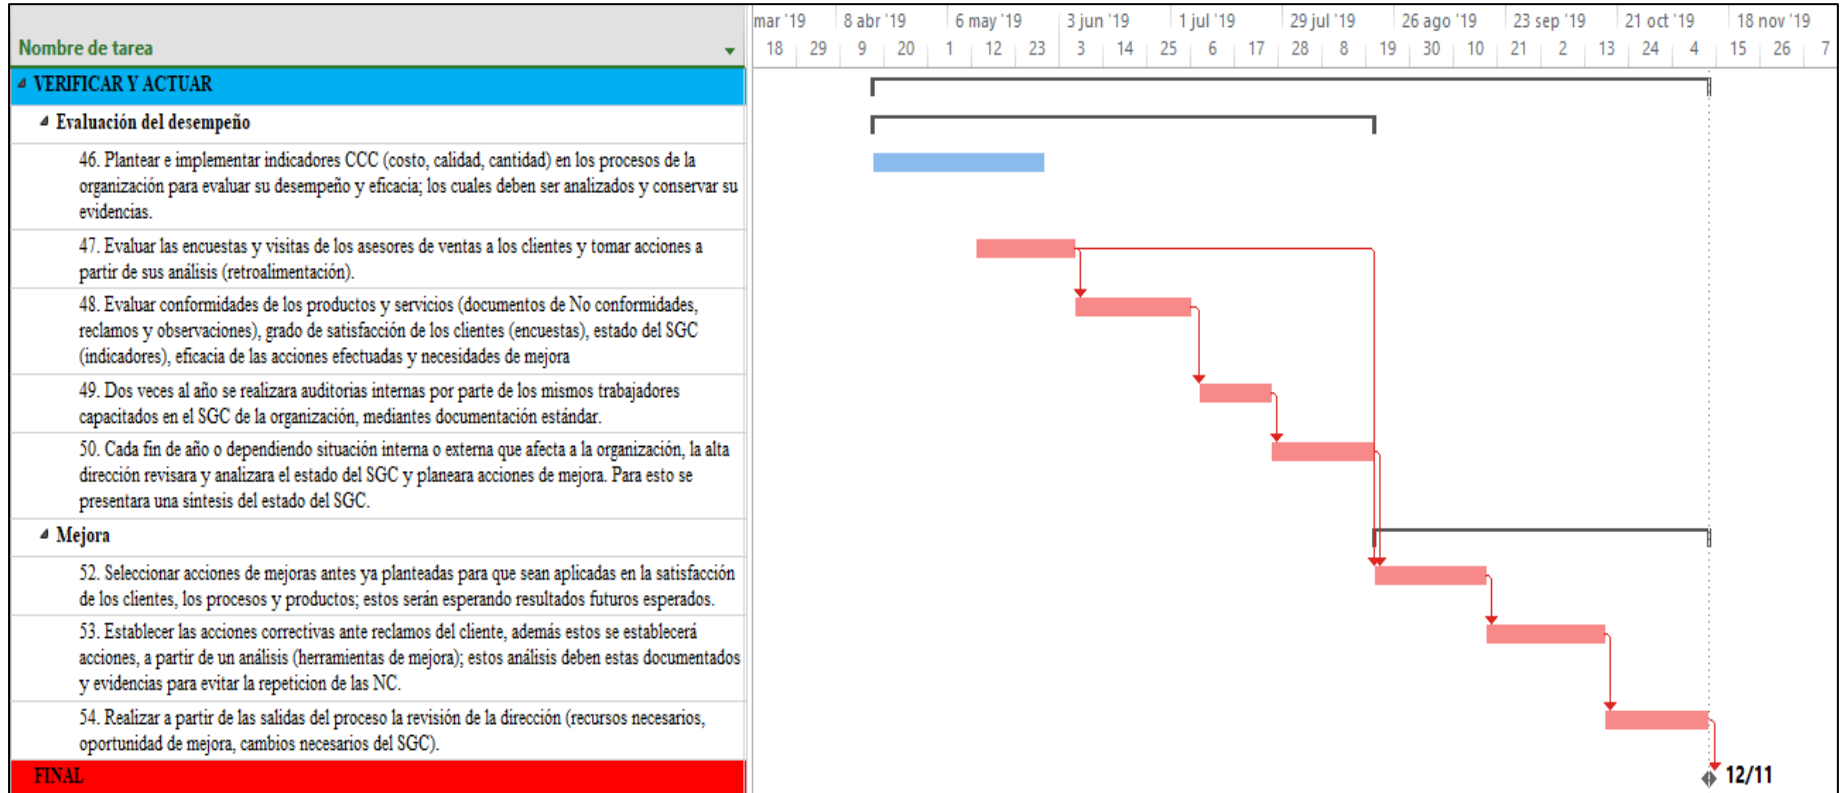 mar '19 8 abr '19 6 may '19 3 jun '19 1 jul '19 29 jul '19 26 ago '19 23 sep '19 21 oct '19 18 nov '19
Nombre de tarea
18 29 9 20 1 12 23 3 14 25 6 17 28 8 19 30 10 21 2 13 24 4 15 26 7
VERIFICAR Y ACTUAR
Evaluación del desempeño
46. Plantear e implementar indicadores CCC (costo, calidad, cantidad) en los procesos de la
organización para evaluar su desempeño y eficacia; los cuales deben ser analizados y conservar su
evidencias.
47. Evaluar las encuestas y visitas de los asesores de ventas a los clientes y tomar acciones a
partir de sus análisis (retroalimentación).
48. Evaluar conformidades de los productos y servicios (documentos de No conformidades,
reclamos y observaciones), grado de satisfacción de los clientes (encuestas), estado del SGC
(indicadores), eficacia de las acciones efectuadas y necesidades de mejora
49. Dos veces al año se realizara auditorias internas por parte de los mismos trabajadores
capacitados en el SGC de la organización, mediantes documentación estándar.
50. Cada fin de año o dependiendo situación interna o externa que afecta a la organización, la alta
dirección revisara y analizara el estado del SGC y planeara acciones de mejora. Para esto se
presentara una síntesis del estado del SGC.
Mejora
52. Seleccionar acciones de mejoras antes ya planteadas para que sean aplicadas en la satisfacción
de los clientes, los procesos y productos; estos serán esperando resultados futuros esperados.
53. Establecer las acciones correctivas ante reclamos del cliente, además estos se establecerá
acciones, a partir de un análisis (herramientas de mejora); estos análisis deben estas documentados
y evidencias para evitar la repeticion de las NC.
54. Realizar a partir de las salidas del proceso la revisión de la dirección (recursos necesarios,
oportunidad de mejora, cambios necesarios del SGC).
FINAL
12/11